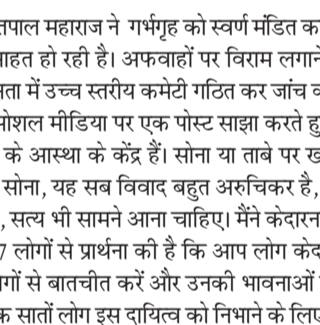 तपाल महाराज ने गर्भगृह को स्वर्ण मंडित क
ाहत हो रही है। अफवाहों पर विराम लगाने
ता में उच्च स्तरीय कमेटी गठित कर जांच व
ोशल मीडिया पर एक पोस्ट साझा करते हु
के आस्था के केंद्र हैं। सोना या ताबे पर ख
सोना, यह सब विवाद बहुत अरुचिकर है,
, सत्य भी सामने आना चाहिए। मैंने केदारन
7 लोगों से प्रार्थना की है कि आप लोग केद
गों से बातचीत करें और उनकी भावनाओं
क सातों लोग इस दायित्व को निभाने के लिए